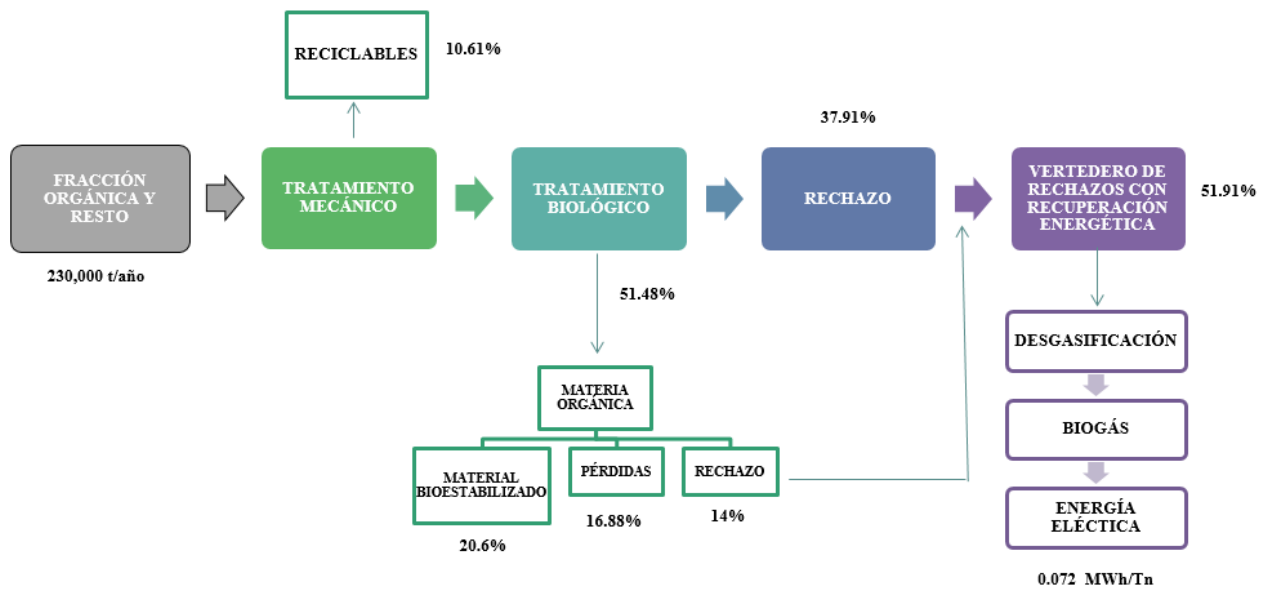 RECICLABLES
10.61%
37.91%
FRACCIÓN
ORGÁNICA Y
RESTO
TRATAMIENTO
MECÁNICO
TRATAMIENTO
BIOLÓGICO
RECHAZO
VERTEDERO DE
RECHAZOS CON
RECUPERACIÓN
ENERGÉTICA
51.91%
230,000 t/año
51.48%
DESGASIFICACIÓN
MATERIA
ORGÁNICA
BIOGÁS
MATERIAL
BIOESTABILIZADO
PÉRDIDAS
RECHAZO
20.6%
16.88%
14%
ENERGÍA
ELÉCTICA
0.072 MWh/Tn